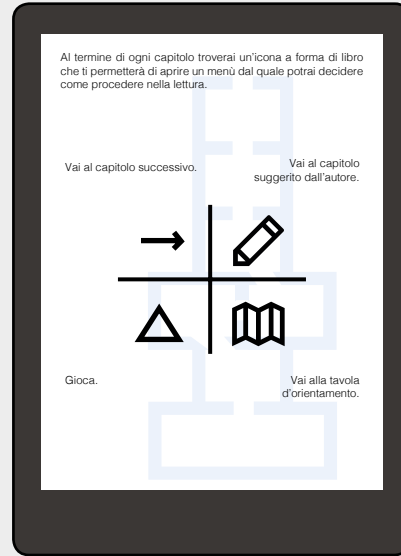 Al termine di ogni capitolo troverai un'icona a forma di libro
che ti permetterà di aprire un menù dal quale potrai decidere
come procedere nella lettura.
Vai al capitolo successivo.
Vai al capitolo
suggerito dall'autore.
Gioca.
Vai alla tavola
d'orientamento.